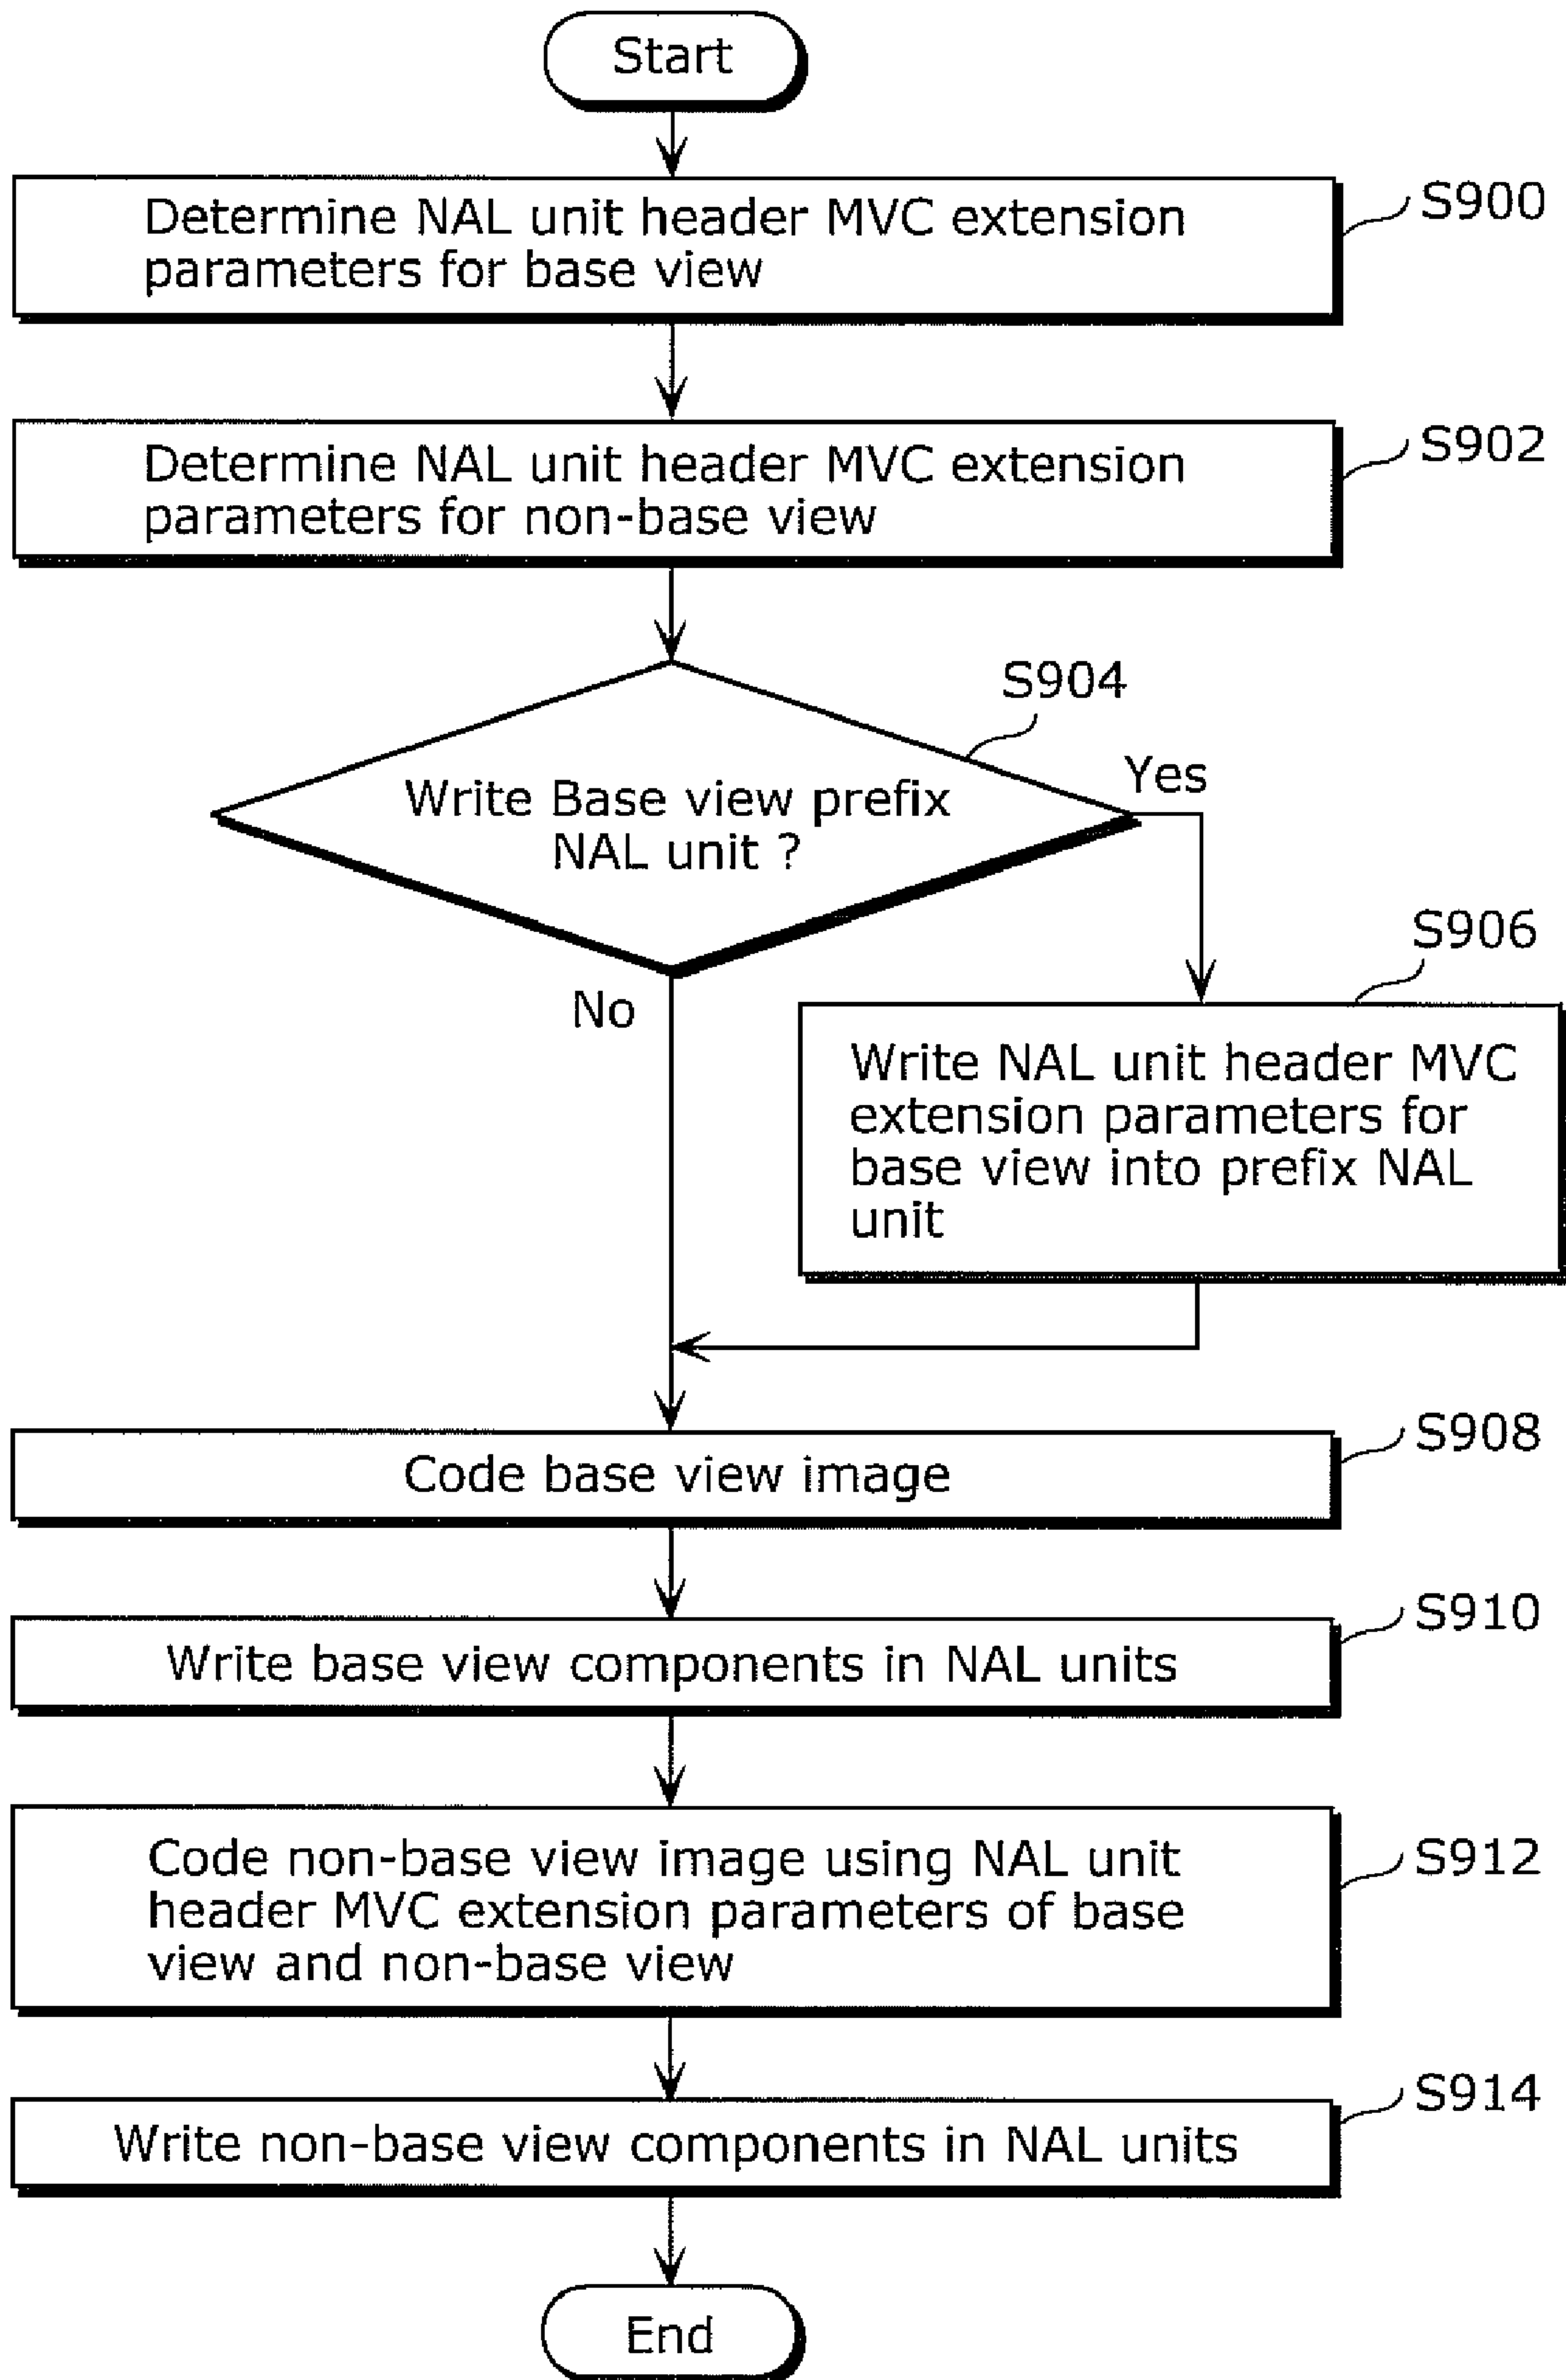 Start
Determine NAL unit header MVC extension
parameters for base view
S900
Determine NAL unit header MVC extension
parameters for non-base view
S902
S904
Write Base view prefix
NAL unit ?
Yes
No
S906
Write NAL unit header MVC
extension parameters for
base view into prefix NAL
unit
Code base view image
S908
Write base view components in NAL units
S910
Code non-base view image using NAL unit
header MVC extension parameters of base
view and non-base view
S912
Write non-base view components in NAL units
S914
End